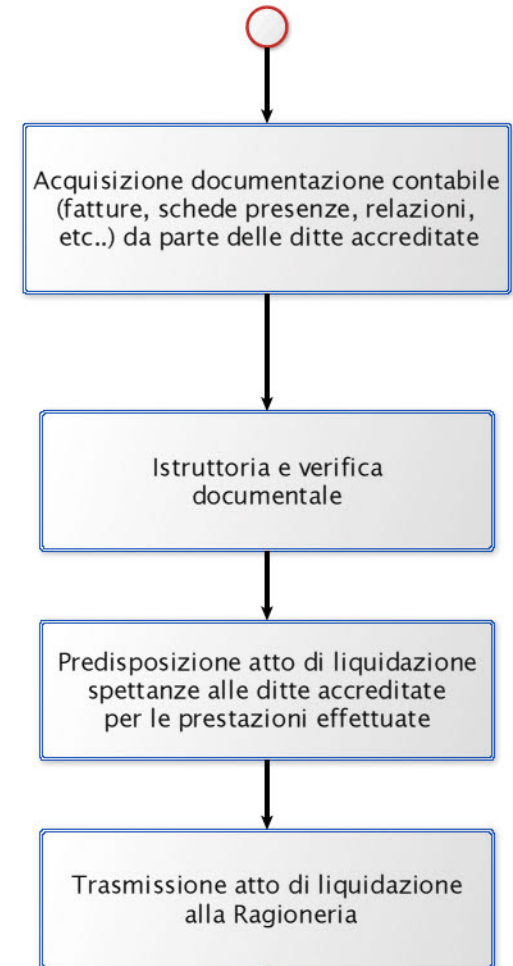 Acquisizione documentazione contabile
(fatture, schede presenze, relazioni,
etc..) da parte delle ditte accreditate
Istruttoria e verifica
documentale
Predisposizione atto di liquidazione
spettanze alle ditte accreditate
per le prestazioni effettuate
Trasmissione atto di liquidazione
alla Ragioneria